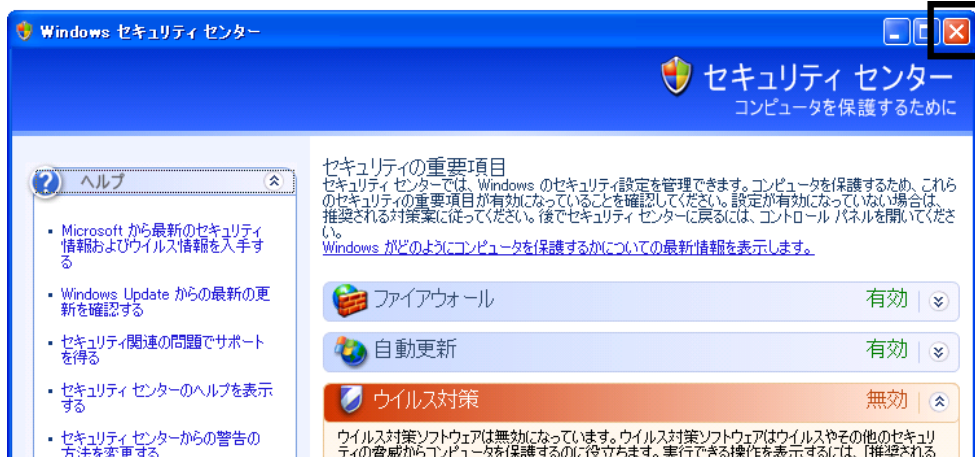 Windows セキュリティ センター
セキュリティ センター
コンピュータを保護するために
ヘルプ
Microsoft から最新のセキュリティ
情報およびウイルス情報を入手す
る
Windows Update からの最新の更
新を確認する
セキュリティ関連の問題でサポート
を得る
セキュリティ センターのヘルプを表示
する
セキュリティ センターからの警告の
方法を変更する
セキュリティの重要項目
セキュリティ センターでは、Windows のセキュリティ設定を管理できます。コンピュータを保護するため、これら
のセキュリティの重要項目が有効になっていることを確認してください。設定が有効になっていない場合は、
推奨される対策案に従ってください。後でセキュリティ センターに戻るには、コントロール パネルを開いてくださ
い。
Windows がどのようにコンピュータを保護するかについての最新情報を表示します。
ファイアウォール 有効
自動更新 有効
ウイルス対策 無効
ウイルス対策ソフトウェアは無効になっています。ウイルス対策ソフトウェアはウイルスやその他のセキュリ
ティの脅威からコンピュータを保護するのに役立ちます。実行できる操作を表示するには、[推奨される